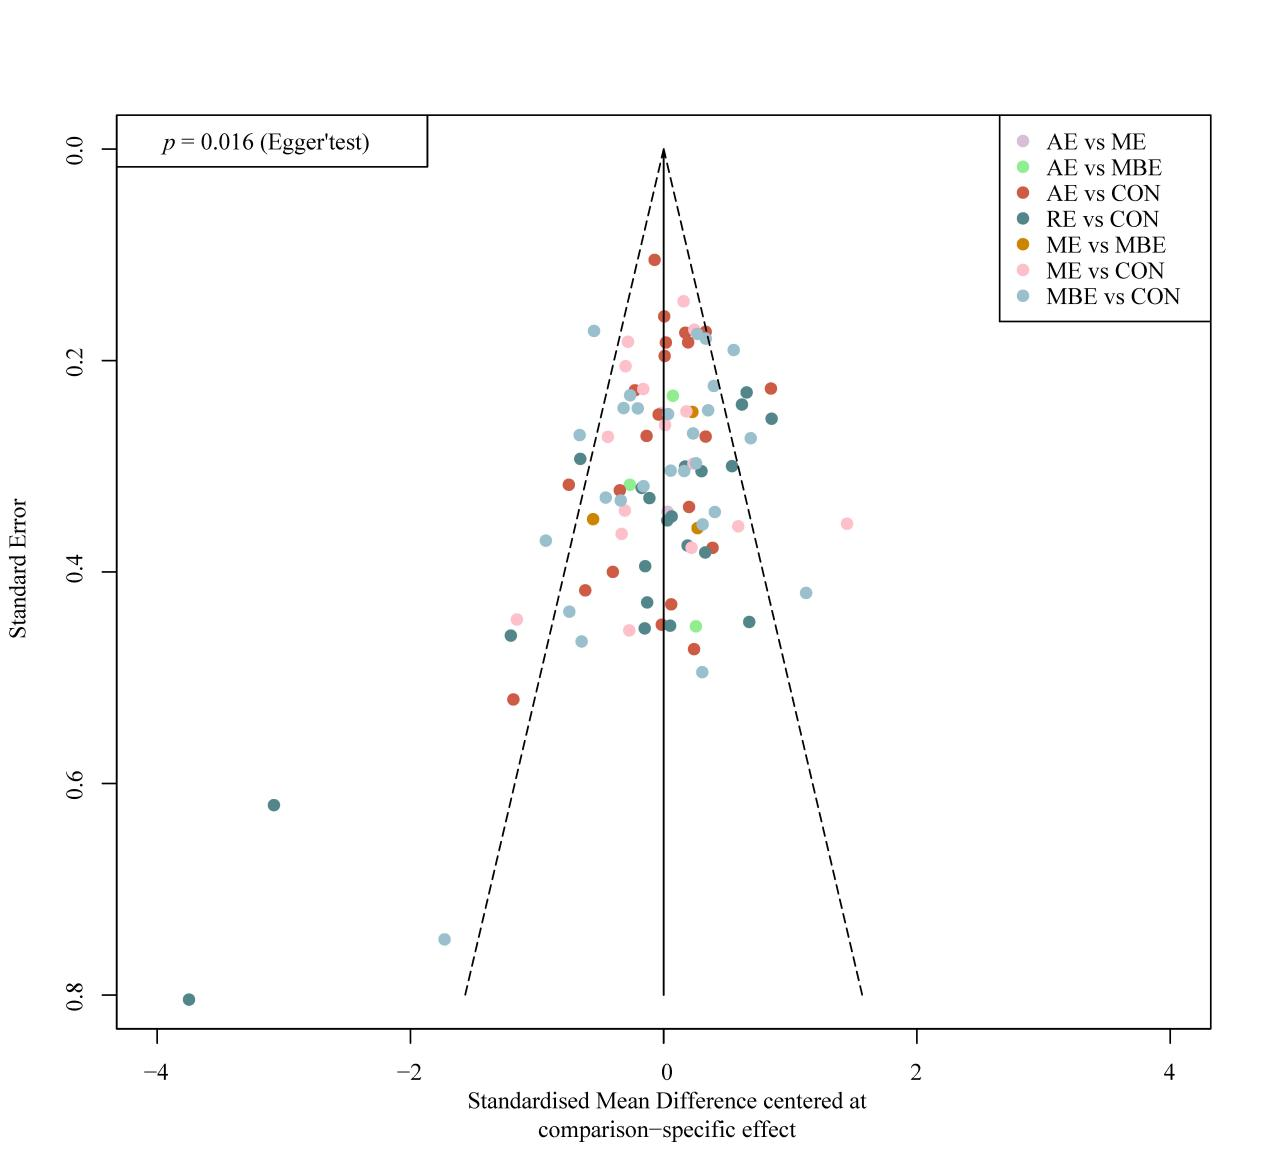 p = 0.016 (Egger'test)
AE vs ME
AE vs MBE
AE vs CON
RE vs CON
ME vs MBE
ME vs CON
MBE vs CON
0.0
0.2
0.4
0.6
0.8
Standard Error
−4
−2
0
2
4
Standardised Mean Difference centered at
comparison−specific effect